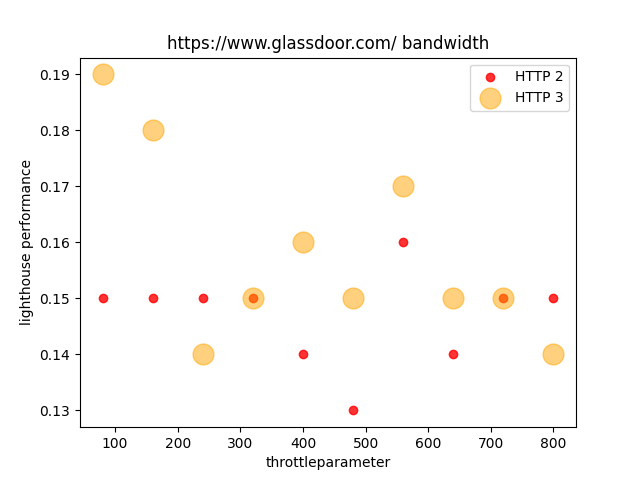 https://www.glassdoor.com/ bandwidth
HTTP 2
HTTP 3
lighthouse performance
0.19
0.18
0.17
0.16
0.15
0.14
0.13
100 200 300 400 500 600 700 800
throttleparameter